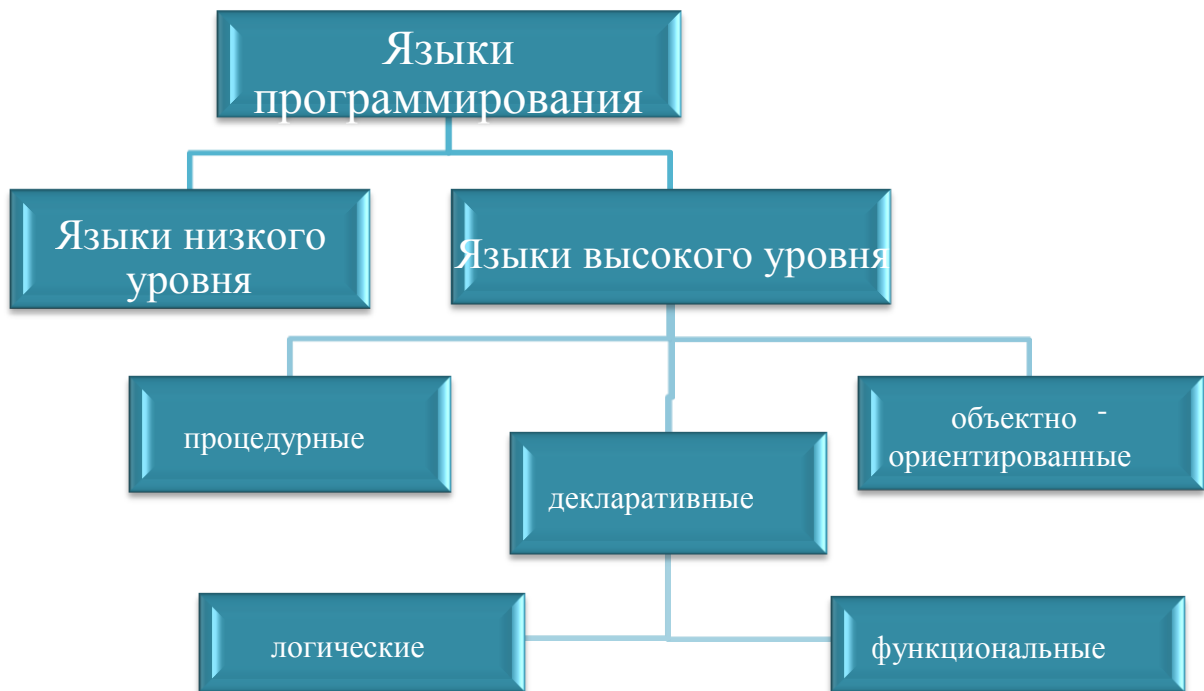 Языки
программирования
Языки низкого
уровня
Языки высокого уровня
процедурные
объектно -
ориентированные
декларативные
логические
функциональные